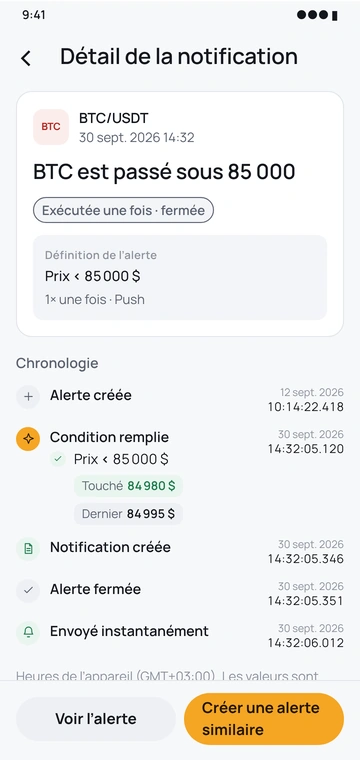 9:41
Détail de la notification
BTC
BTC/USDT
30 sept. 2026 14:32
BTC est passé sous 85 000
Exécutée une fois · fermée
Définition de l'alerte
Prix < 85 000 $
1× une fois · Push
Chronologie
Alerte créée
12 sept. 2026
10:14:22.418
Condition remplie
30 sept. 2026
14:32:05.120
Prix < 85 000 $
Touché 84 980 $
Dernier 84 995 $
Notification créée
30 sept. 2026
14:32:05.346
Alerte fermée
30 sept. 2026
14:32:05.351
Envoyé instantanément
30 sept. 2026
14:32:06.012
Heures de l'appareil (GMT+03:00). Les valeurs sont
Voir l'alerte
Créer une alerte
similaire